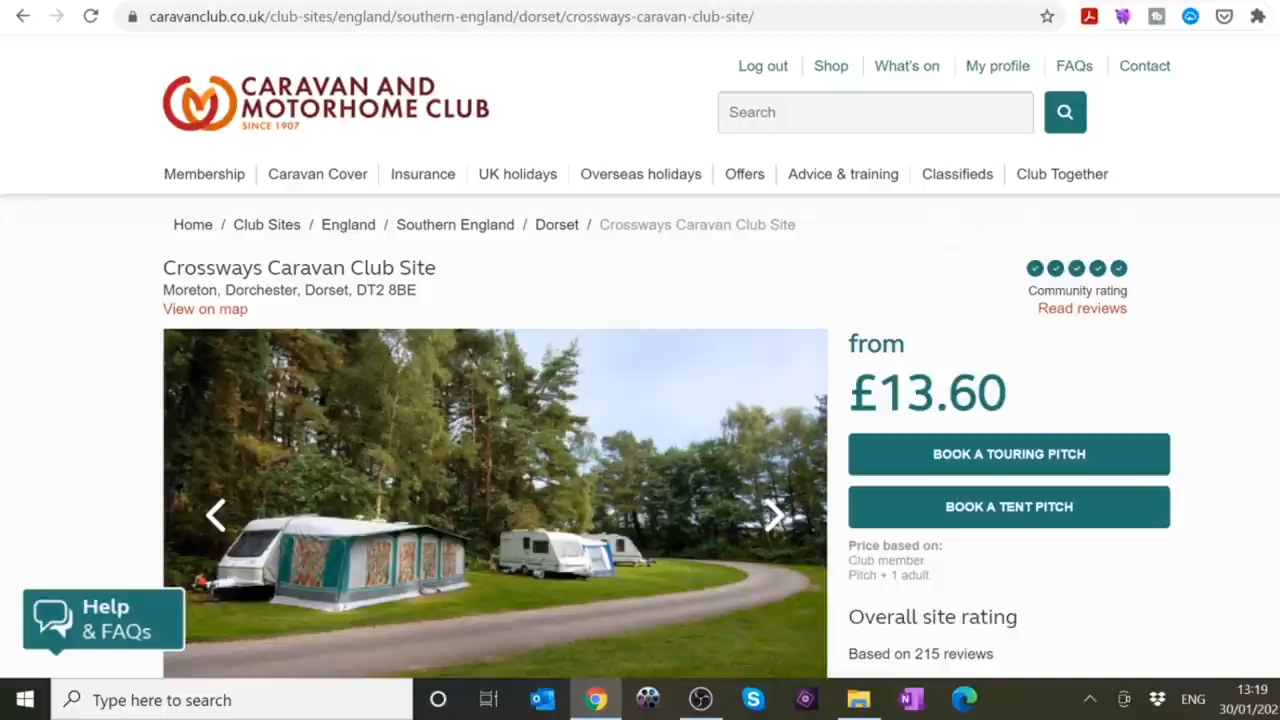 caravanclub.co.uk/club-sites/england/southern-england/dorset/crossways-caravan-club-site/
Log out
Shop
What's on
My profile
FAQs
Contact
CARAVAN AND
MOTORHOME CLUB
SINCE 1907
Search
Membership
Caravan Cover
Insurance
UK holidays
Overseas holidays
Offers
Advice & training
Classifieds
Club Together
Home / Club Sites / England / Southern England / Dorset / Crossways Caravan Club Site
Crossways Caravan Club Site
Moreton, Dorchester, Dorset, DT2 8BE
View on map
Community rating
Read reviews
from
£13.60
BOOK A TOURING PITCH
BOOK A TENT PITCH
Price based on:
Club member
Pitch + 1 adult
Overall site rating
Based on 215 reviews
Help
& FAQs
Type here to search
ENG
13:19
30/01/202